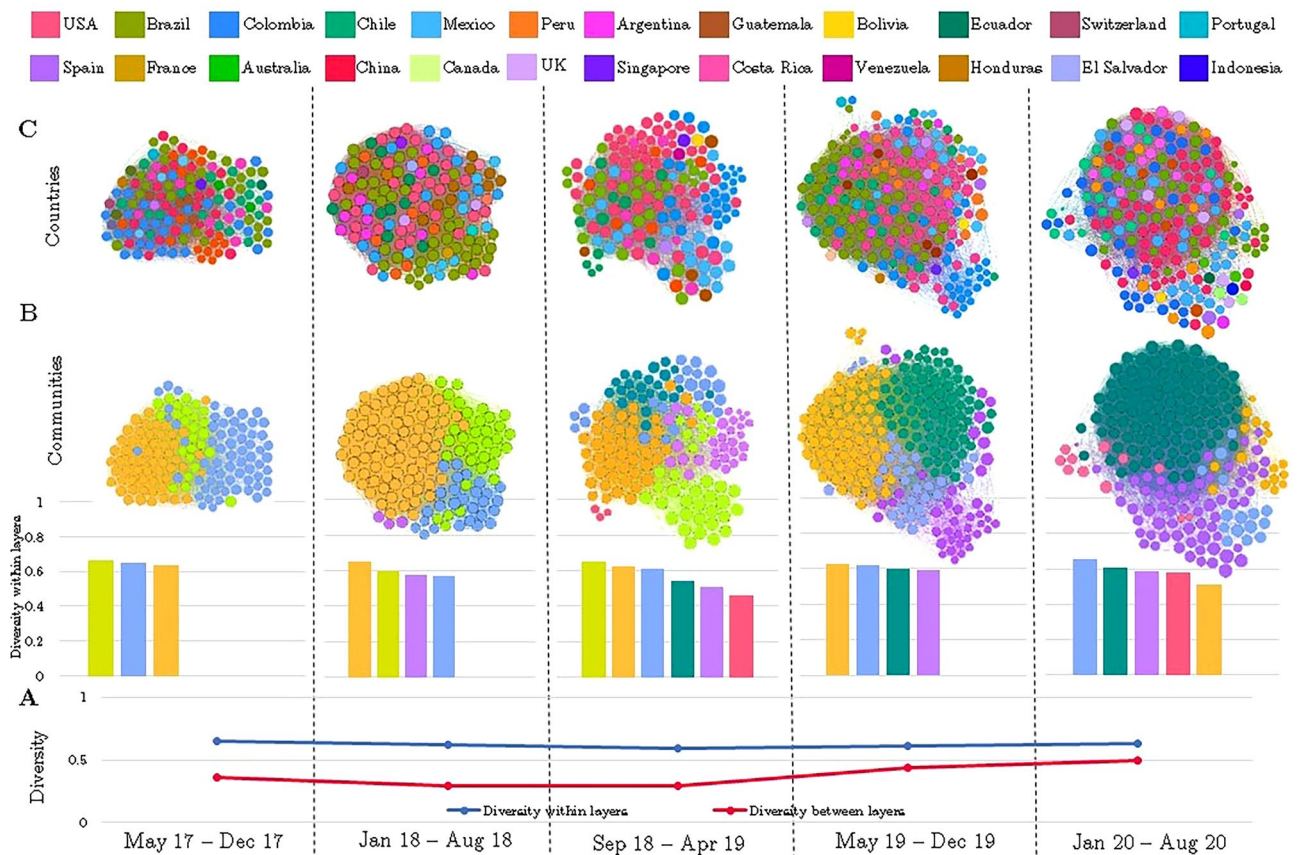 USA Brazil Colombia Chile Mexico Peru Argentina Guatemala Bolivia Ecuador Switzerland Portugal
Spain France Australia China Canada UK Singapore Costa Rica Venezuela Honduras El Salvador Indonesia
C
Countries
B
Communities
Diversity within layers
1
0.8
0.6
0.4
0.2
0
A
Diversity
1
0.5
0
Diversity within layers Diversity between layers
May 17 – Dec 17 Jan 18 – Aug 18 Sep 18 – Apr 19 May 19 – Dec 19 Jan 20 – Aug 20